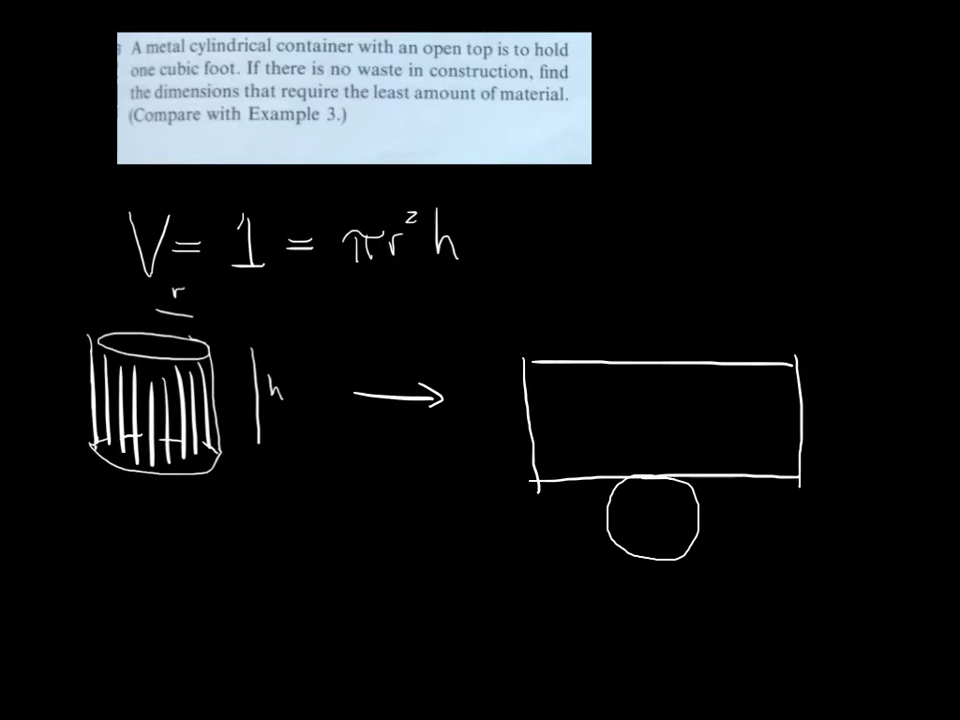 A metal cylindrical container with an open top is to hold
one cubic foot. If there is no waste in construction, find
the dimensions that require the least amount of material.
(Compare with Example 3.)
V = 1 = πr² h
r
h